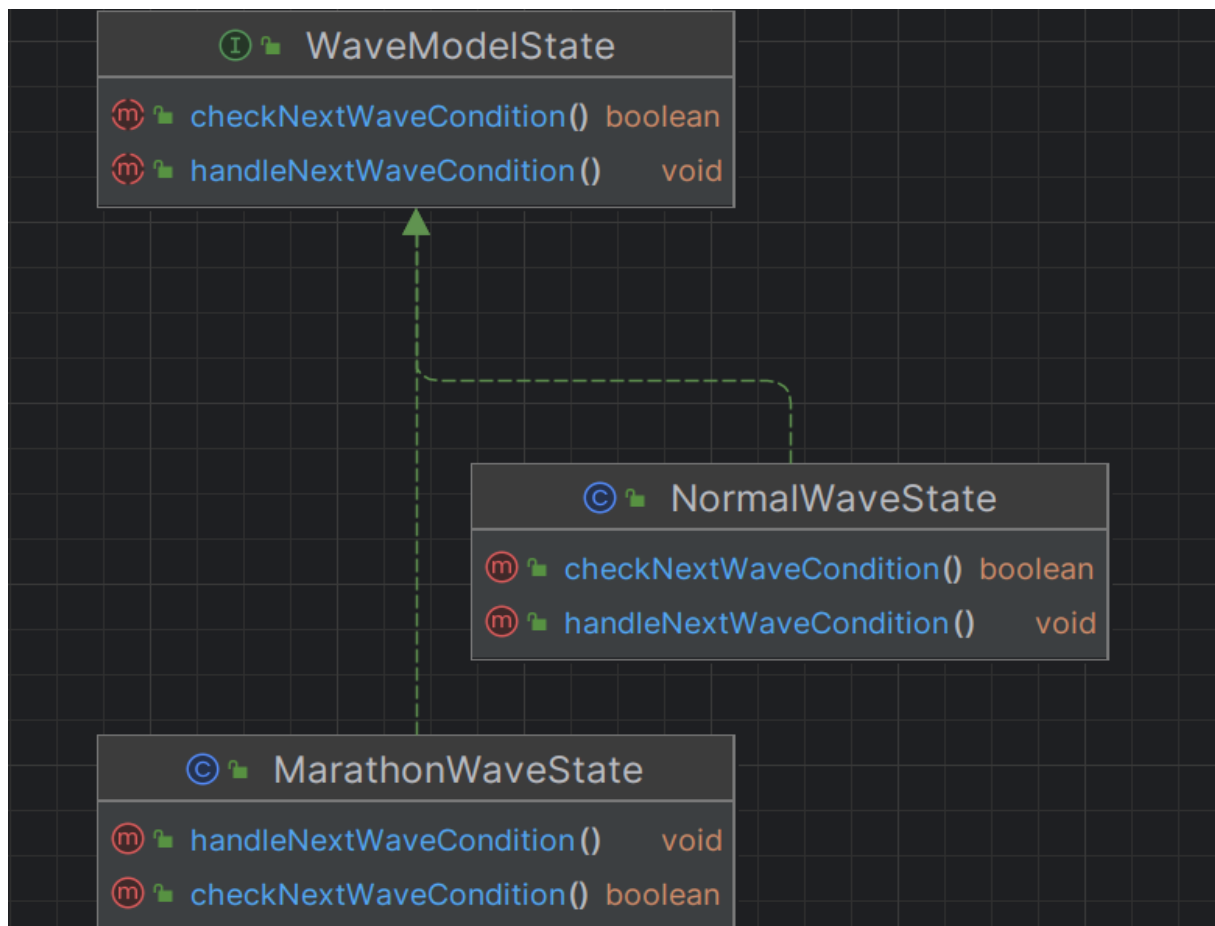 I WaveModelState
m checkNextWaveCondition() boolean
m handleNextWaveCondition() void
C NormalWaveState
m checkNextWaveCondition() boolean
m handleNextWaveCondition() void
C MarathonWaveState
m handleNextWaveCondition() void
m checkNextWaveCondition() boolean